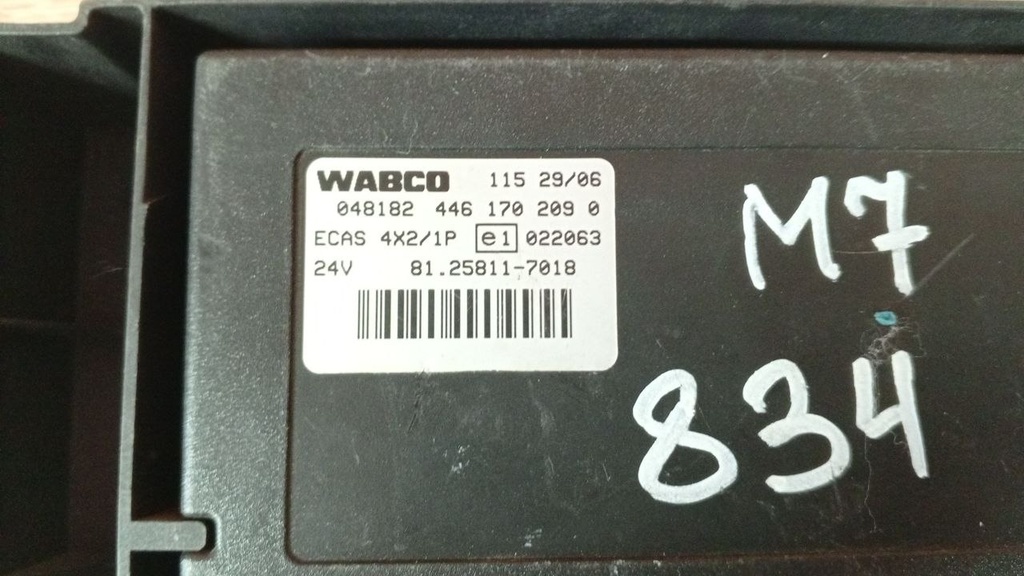 WABCO 115 29/06
048182 446 170 209 0
ECAS 4X2/1P e1 022063
24V 81.25811-7018
M7
834